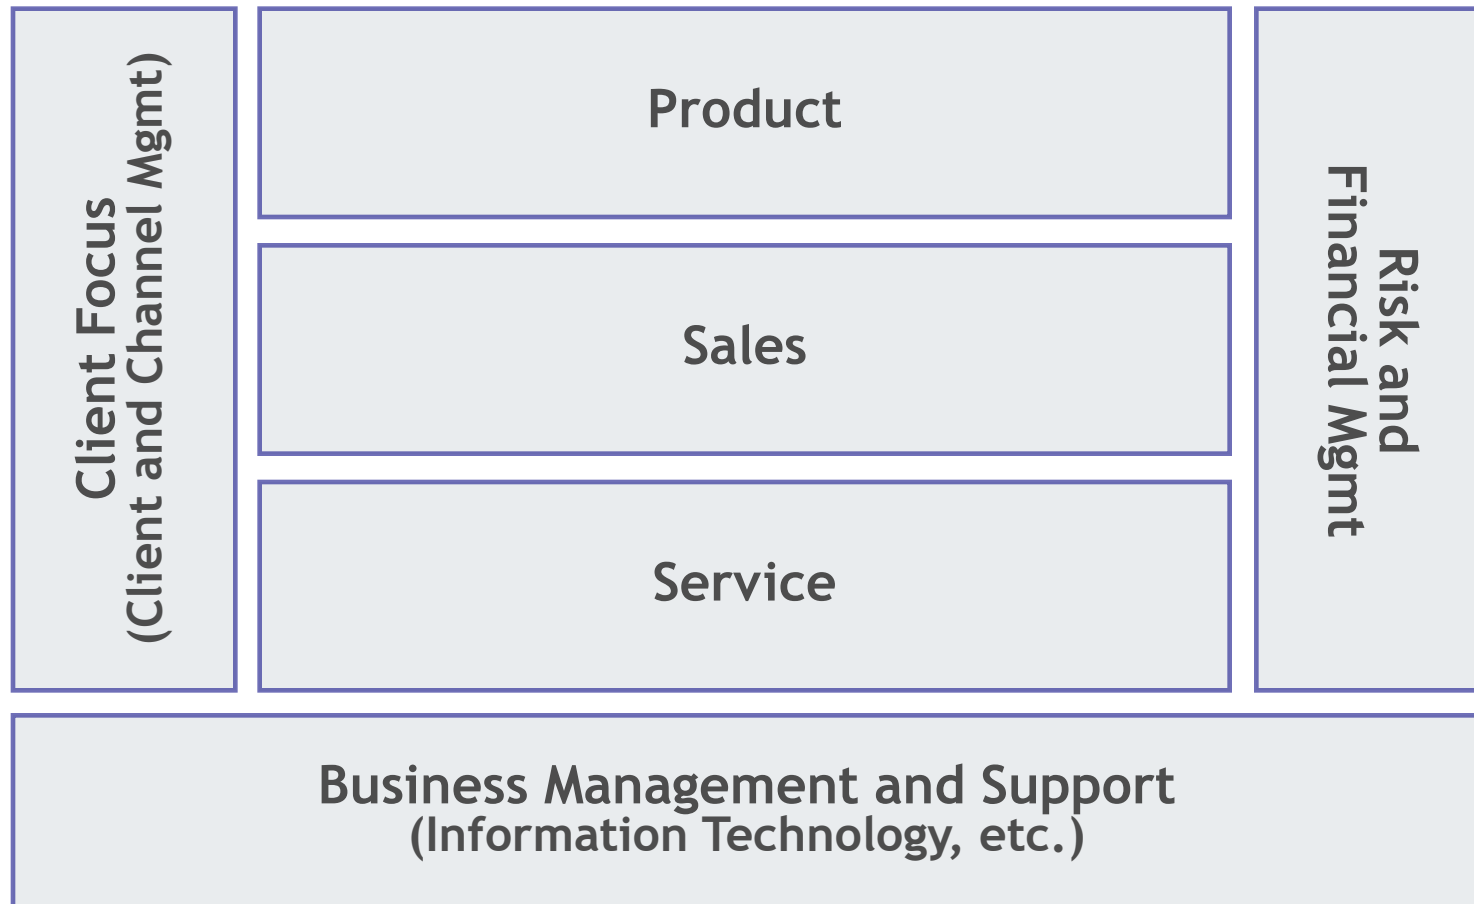 Client Focus
(Client and Channel Mgmt)
Product
Sales
Service
Risk and
Financial Mgmt
Business Management and Support
(Information Technology, etc.)